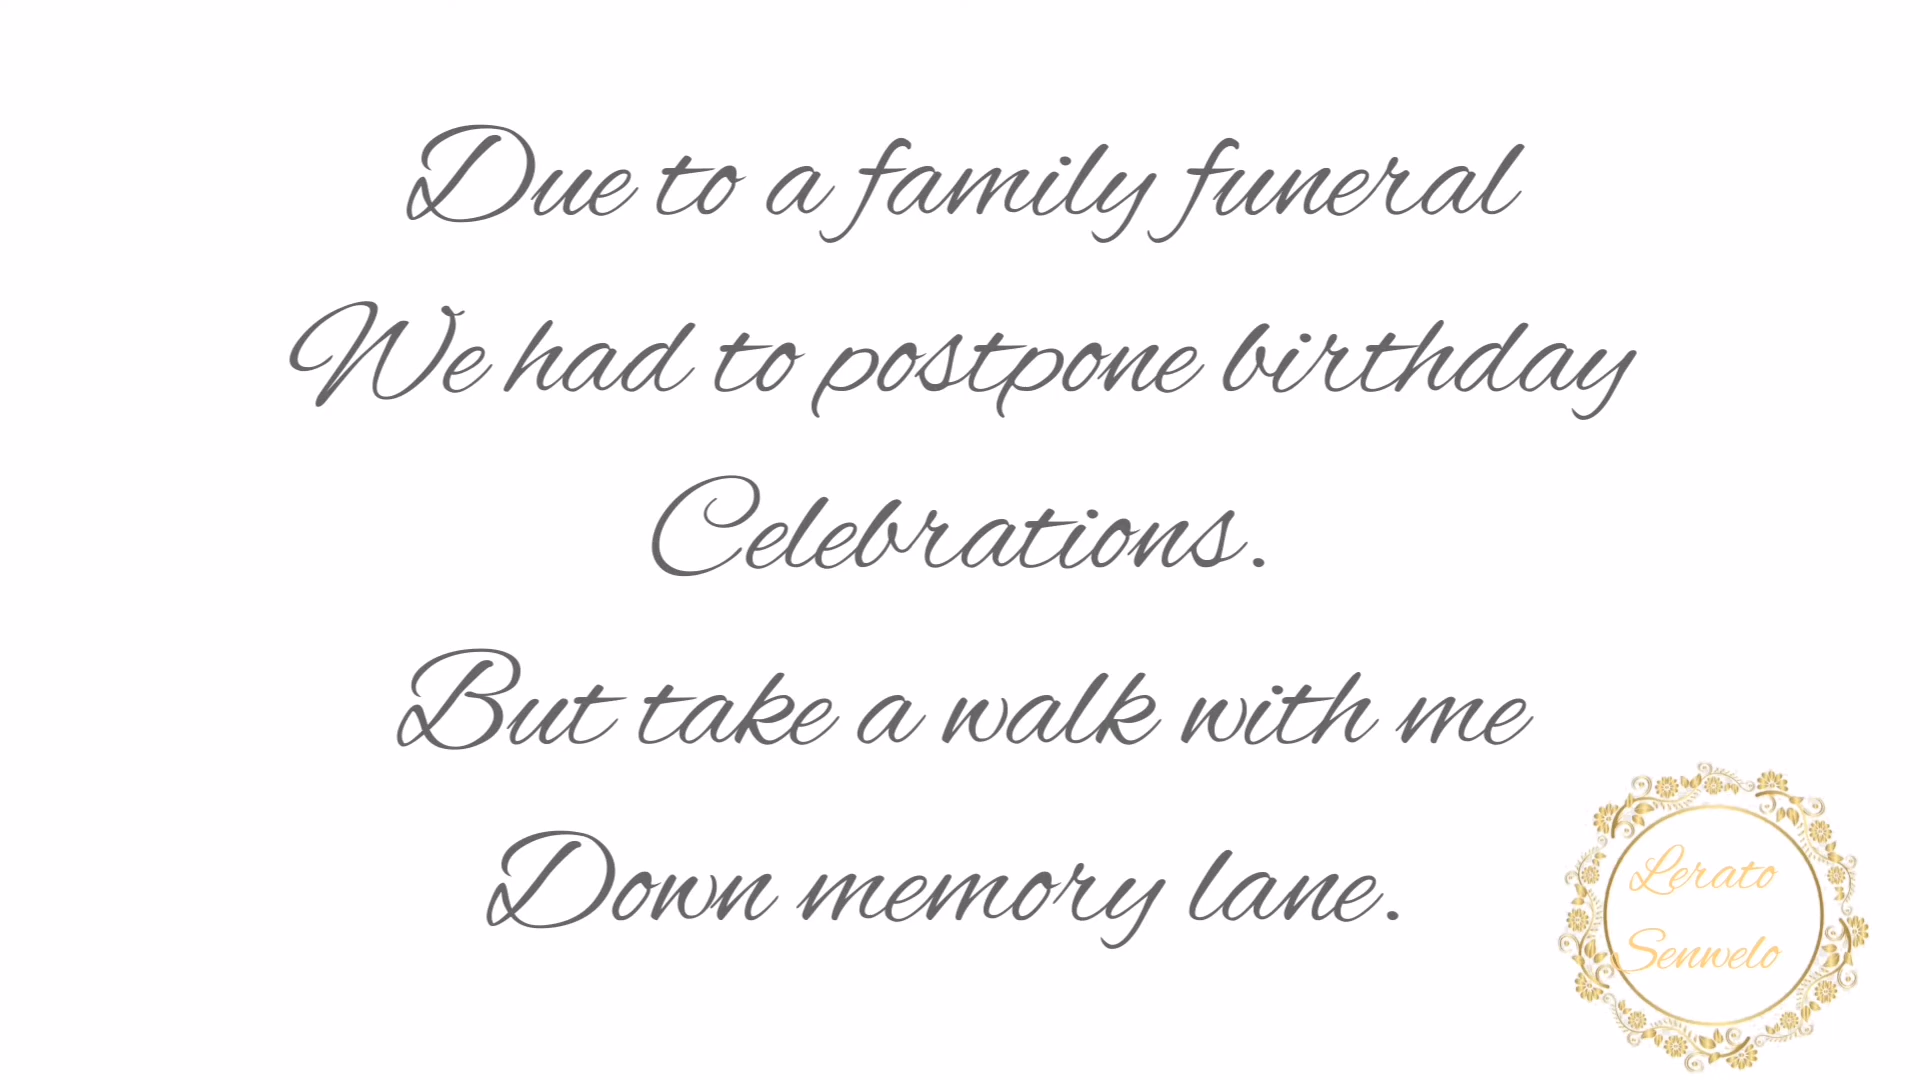 Due to a family funeral
We had to postpone birthday
Celebrations.
But take a walk with me
Down memory lane.
Lerato
Senwelo